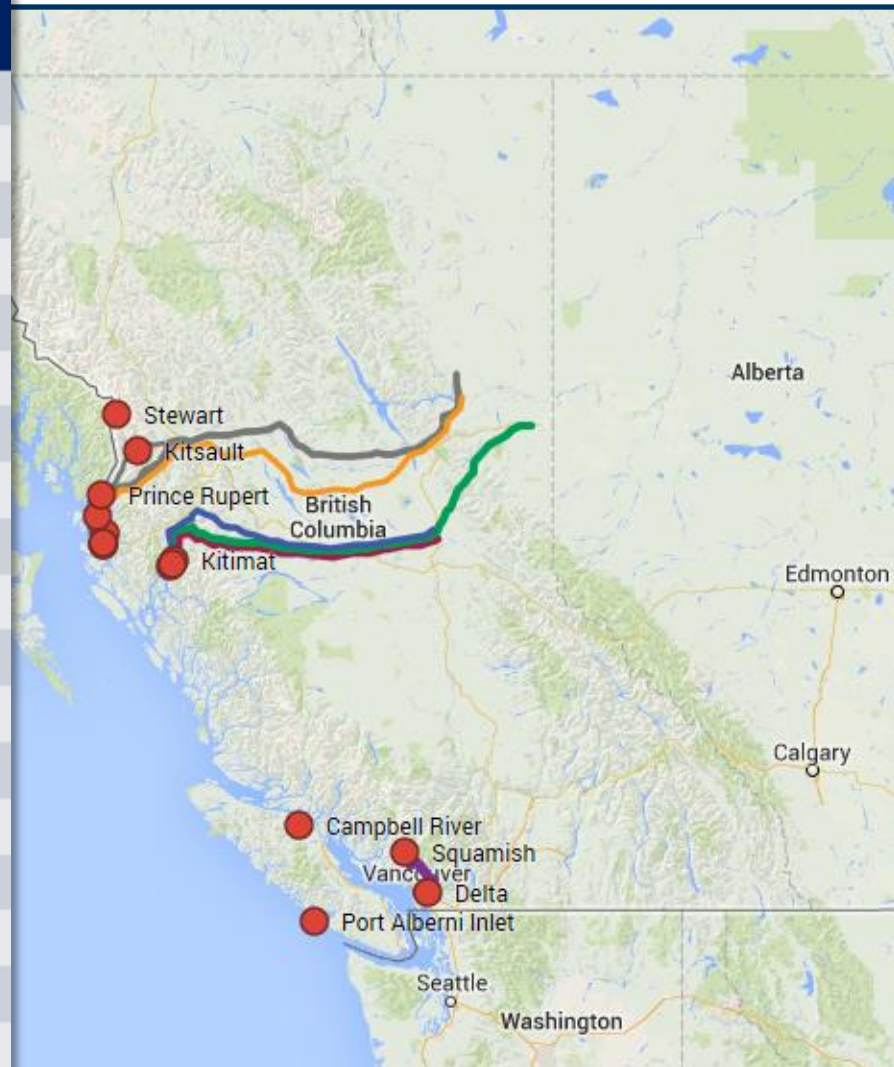 Alberta
Stewart
Kitsault
Prince Rupert
British
Columbia
Kitimat
Edmonton
Calgary
Campbell River
Squamish
Vancouver
Delta
Port Alberni Inlet
Seattle
Washington